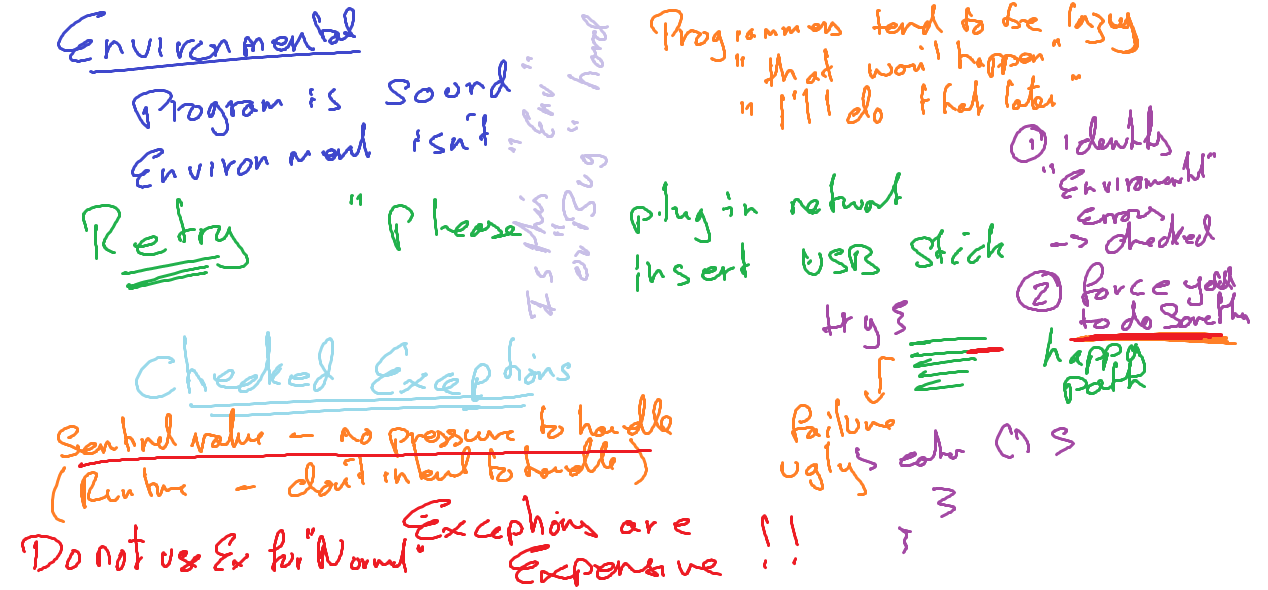 Environmental
Program is sound
Environment isn't
Retry
" Please
plug in network
insert USB Stick
Is this "Env"
or "Bug" hard
Programmers tend to be lazy
"that won't happen"
"I'll do that later"
① identify
"Enviromental"
errors
-> checked
② force you
to do Somethn
try {
happy
path
failure
ugly
} catch () {
}
}
Checked Exceptions
Sentinel value – no pressure to handle
(Runtime – don't intend to handle)
Do not use Ex for "Normal"
Exceptions are
Expensive !!